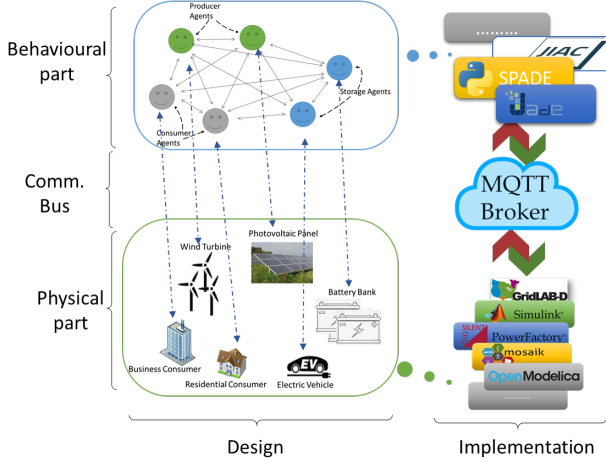 Behavioural
part
Comm.
Bus
Physical
part
Producer
Agents
Storage Agents
Consumer
Agents
Photovoltaic Panel
Wind Turbine
Battery Bank
Business Consumer
Residential Consumer
EV
Electric Vehicle
Design
JIAC
SPADE
Jade
MQTT
Broker
GridLAB-D
Simulink®
DIgSILENT
PowerFactory
mosaik
OpenModelica
Implementation